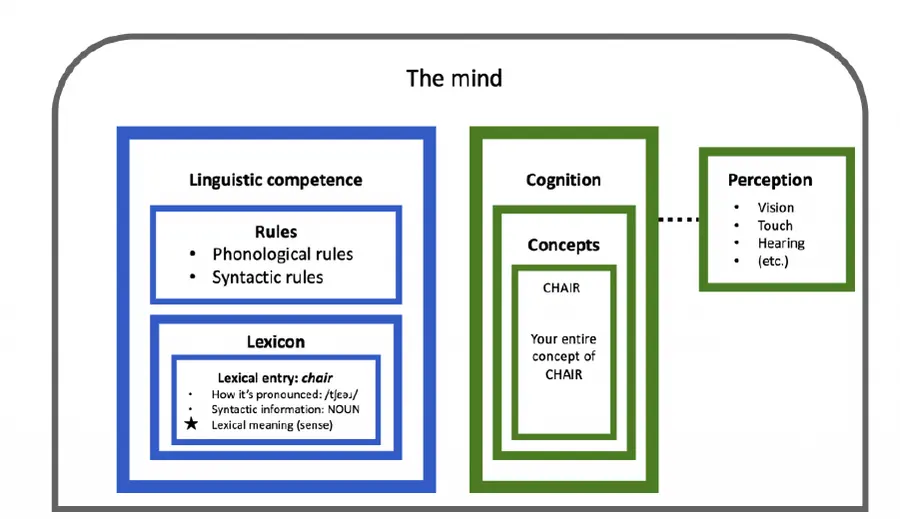 The mind
Linguistic competence
Rules
• Phonological rules
• Syntactic rules
Lexicon
Lexical entry: chair
• How it's pronounced: /tʃɛəɹ/
• Syntactic information: NOUN
★ Lexical meaning (sense)
Cognition
Concepts
CHAIR
Your entire
concept of
CHAIR
Perception
• Vision
• Touch
• Hearing
• (etc.)